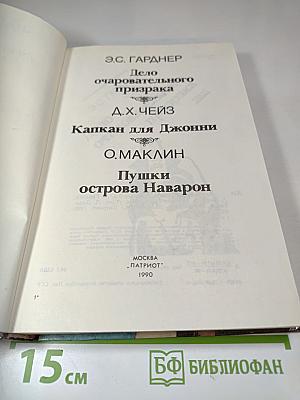 Э.С. ГАРДНЕР
Дело
очаровательного
призрака
Д.Х. ЧЕЙЗ
Капкан для Джонни
О. МАКЛИН
Пушки
острова Наварон
МОСКВА
„ПАТРИОТ"
1990
1*
15 см
БФ БИБЛИОФАН